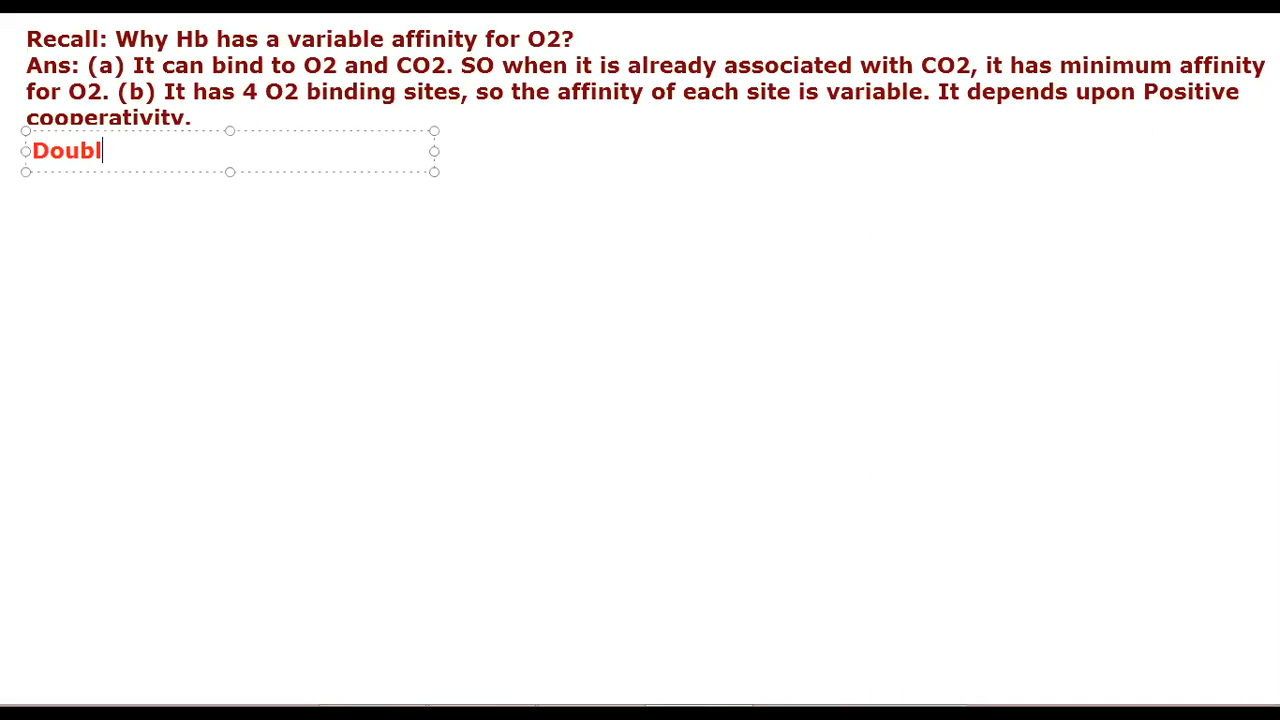 Recall: Why Hb has a variable affinity for O2?
Ans: (a) It can bind to O2 and CO2. SO when it is already associated with CO2, it has minimum affinity
for O2. (b) It has 4 O2 binding sites, so the affinity of each site is variable. It depends upon Positive
cooperativity.
Doubl